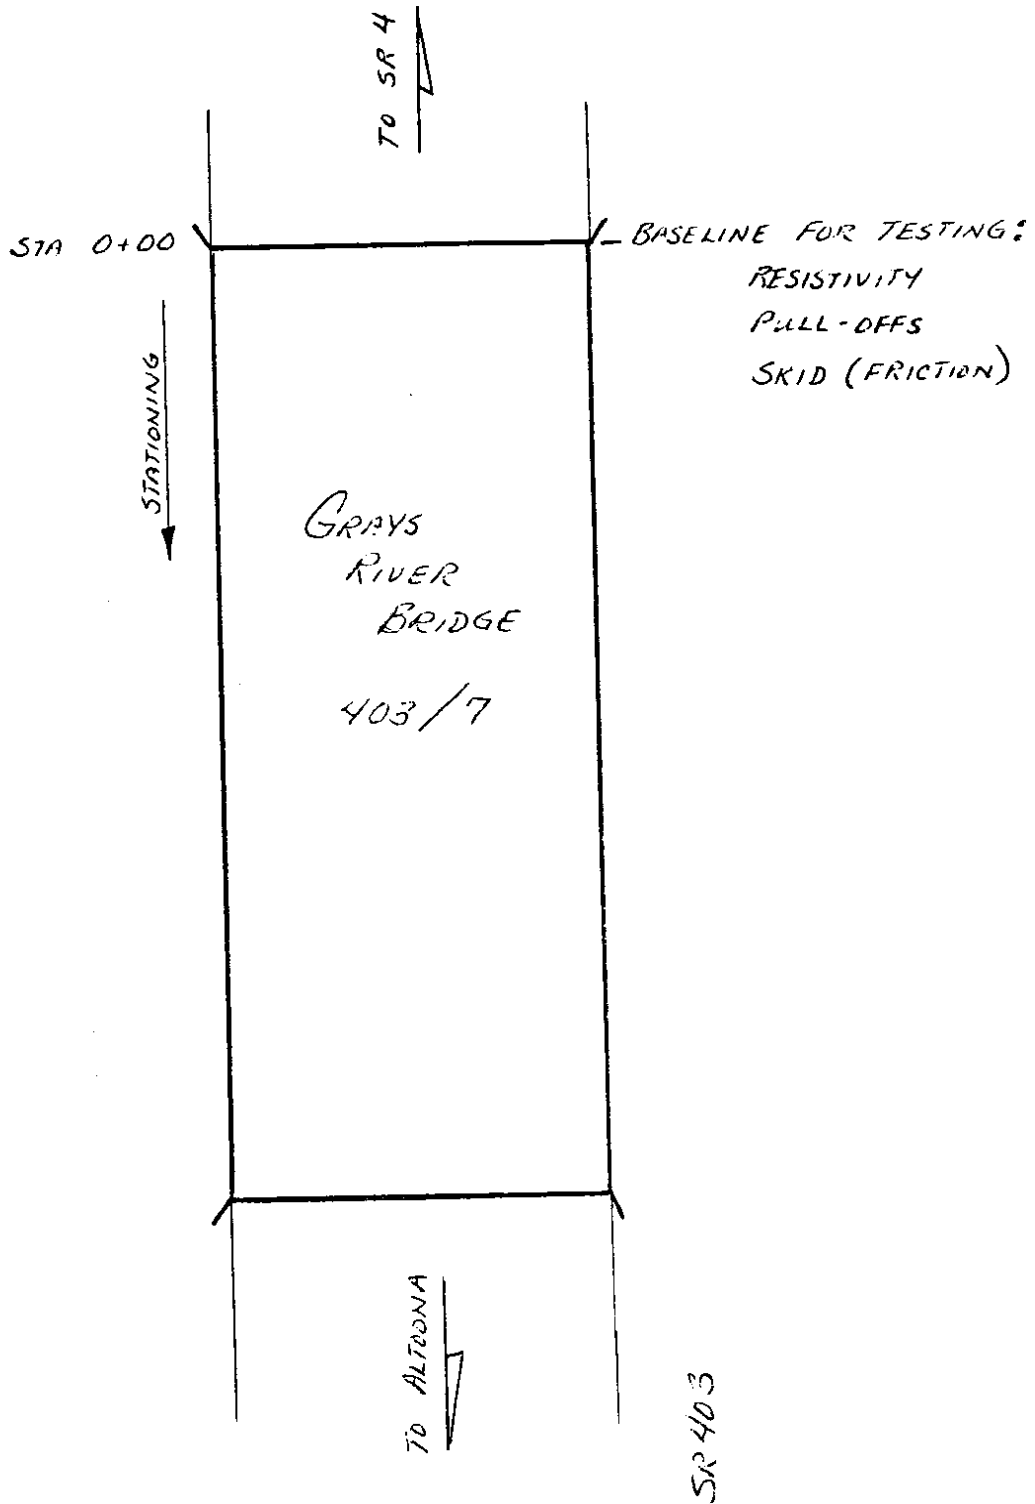 TO SR 4
STA 0+00
BASELINE FOR TESTING:
RESISTIVITY
PULL-OFFS
SKID (FRICTION)
STATIONING
GRAYS
RIVER
BRIDGE
403/7
TO ALTOONA
SR 403